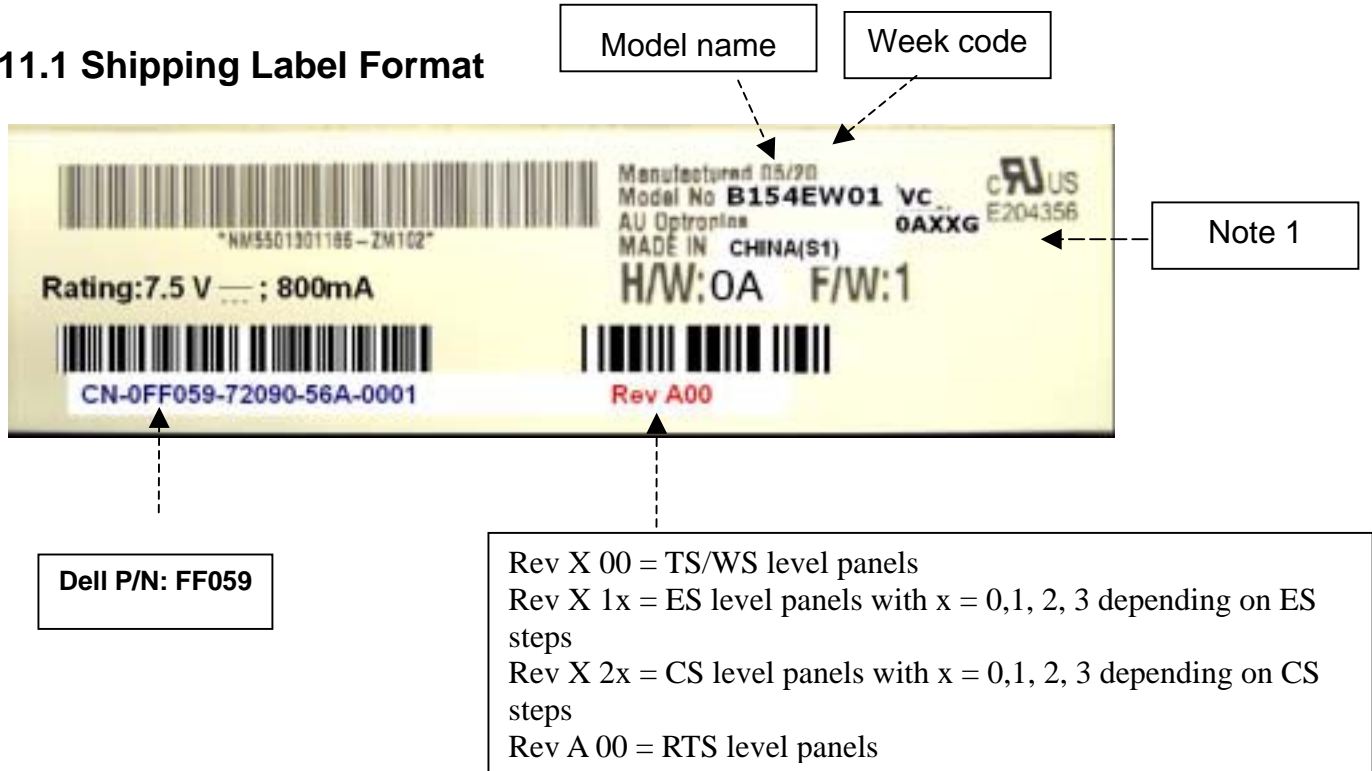 Model name
Week code
11.1 Shipping Label Format
Manufactured 05/20
Model No B154EW01 VC
AU Optronics 0AXXG
MADE IN CHINA(S1)
H/W:0A F/W:1
c US
E204356
Note 1
"NM5501301186-ZM102"
Rating:7.5 V ⎓ ; 800mA
CN-0FF059-72090-56A-0001
Rev A00
Dell P/N: FF059
Rev X 00 = TS/WS level panels
Rev X 1x = ES level panels with x = 0,1, 2, 3 depending on ES
steps
Rev X 2x = CS level panels with x = 0,1, 2, 3 depending on CS
steps
Rev A 00 = RTS level panels